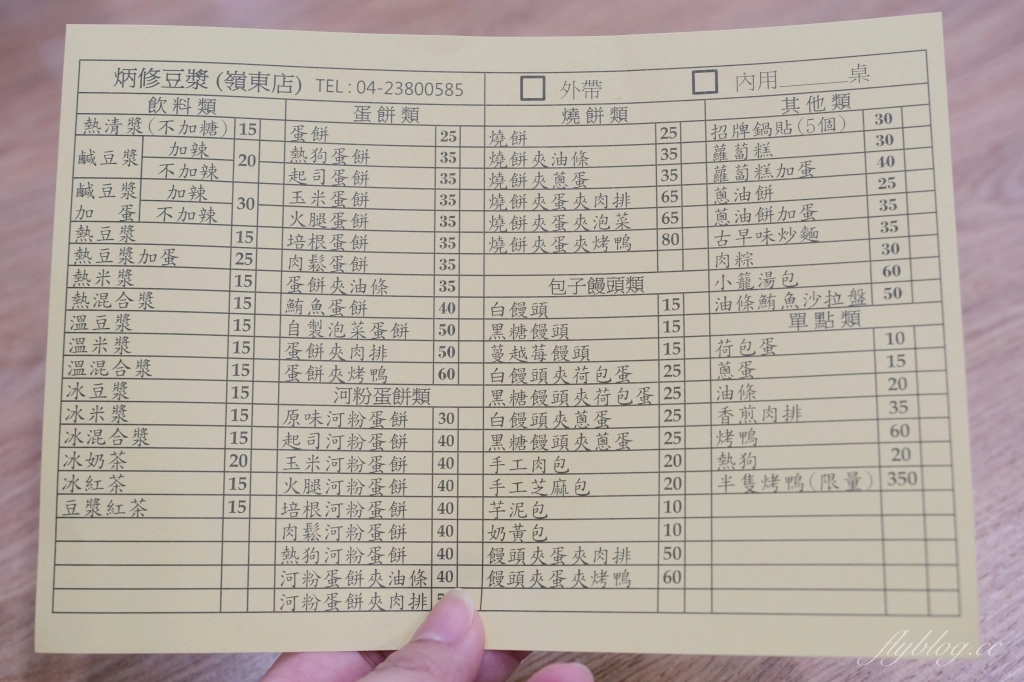 炳修豆漿(嶺東店) TEL:04-23800585
外帶
內用______桌
飲料類
熱清漿(不加糖) 15
鹹豆漿 加辣 不加辣 20
鹹豆漿加蛋 加辣 不加辣 30
熱豆漿 15
熱豆漿加蛋 25
熱米漿 15
熱混合漿 15
溫豆漿 15
溫米漿 15
溫混合漿 15
冰豆漿 15
冰米漿 15
冰混合漿 15
冰奶茶 20
冰紅茶 15
豆漿紅茶 15
蛋餅類
蛋餅 25
熱狗蛋餅 35
起司蛋餅 35
玉米蛋餅 35
火腿蛋餅 35
培根蛋餅 35
肉鬆蛋餅 35
蛋餅夾油條 35
鮪魚蛋餅 40
自製泡菜蛋餅 50
蛋餅夾肉排 50
蛋餅夾烤鴨 60
河粉蛋餅類
原味河粉蛋餅 30
起司河粉蛋餅 40
玉米河粉蛋餅 40
火腿河粉蛋餅 40
培根河粉蛋餅 40
肉鬆河粉蛋餅 40
熱狗河粉蛋餅 40
河粉蛋餅夾油條 40
河粉蛋餅夾肉排
燒餅類
燒餅 25
燒餅夾油條 35
燒餅夾蔥蛋 35
燒餅夾蛋夾肉排 65
燒餅夾蛋夾泡菜 65
燒餅夾蛋夾烤鴨 80
包子饅頭類
白饅頭 15
黑糖饅頭 15
蔓越莓饅頭 15
白饅頭夾荷包蛋 25
黑糖饅頭夾荷包蛋 25
白饅頭夾蔥蛋 25
黑糖饅頭夾蔥蛋 25
手工肉包 20
手工芝麻包 20
芋泥包 10
奶黃包 10
饅頭夾蛋夾肉排 50
饅頭夾蛋夾烤鴨 60
其他類
招牌鍋貼(5個) 30
蘿蔔糕 30
蘿蔔糕加蛋 40
蔥油餅 25
蔥油餅加蛋 35
古早味炒麵 35
肉粽 30
小籠湯包 60
油條鮪魚沙拉盤 50
單點類
荷包蛋 10
蔥蛋 15
油條 20
香煎肉排 35
烤鴨 60
熱狗 20
半隻烤鴨(限量) 350
flyblog.cc